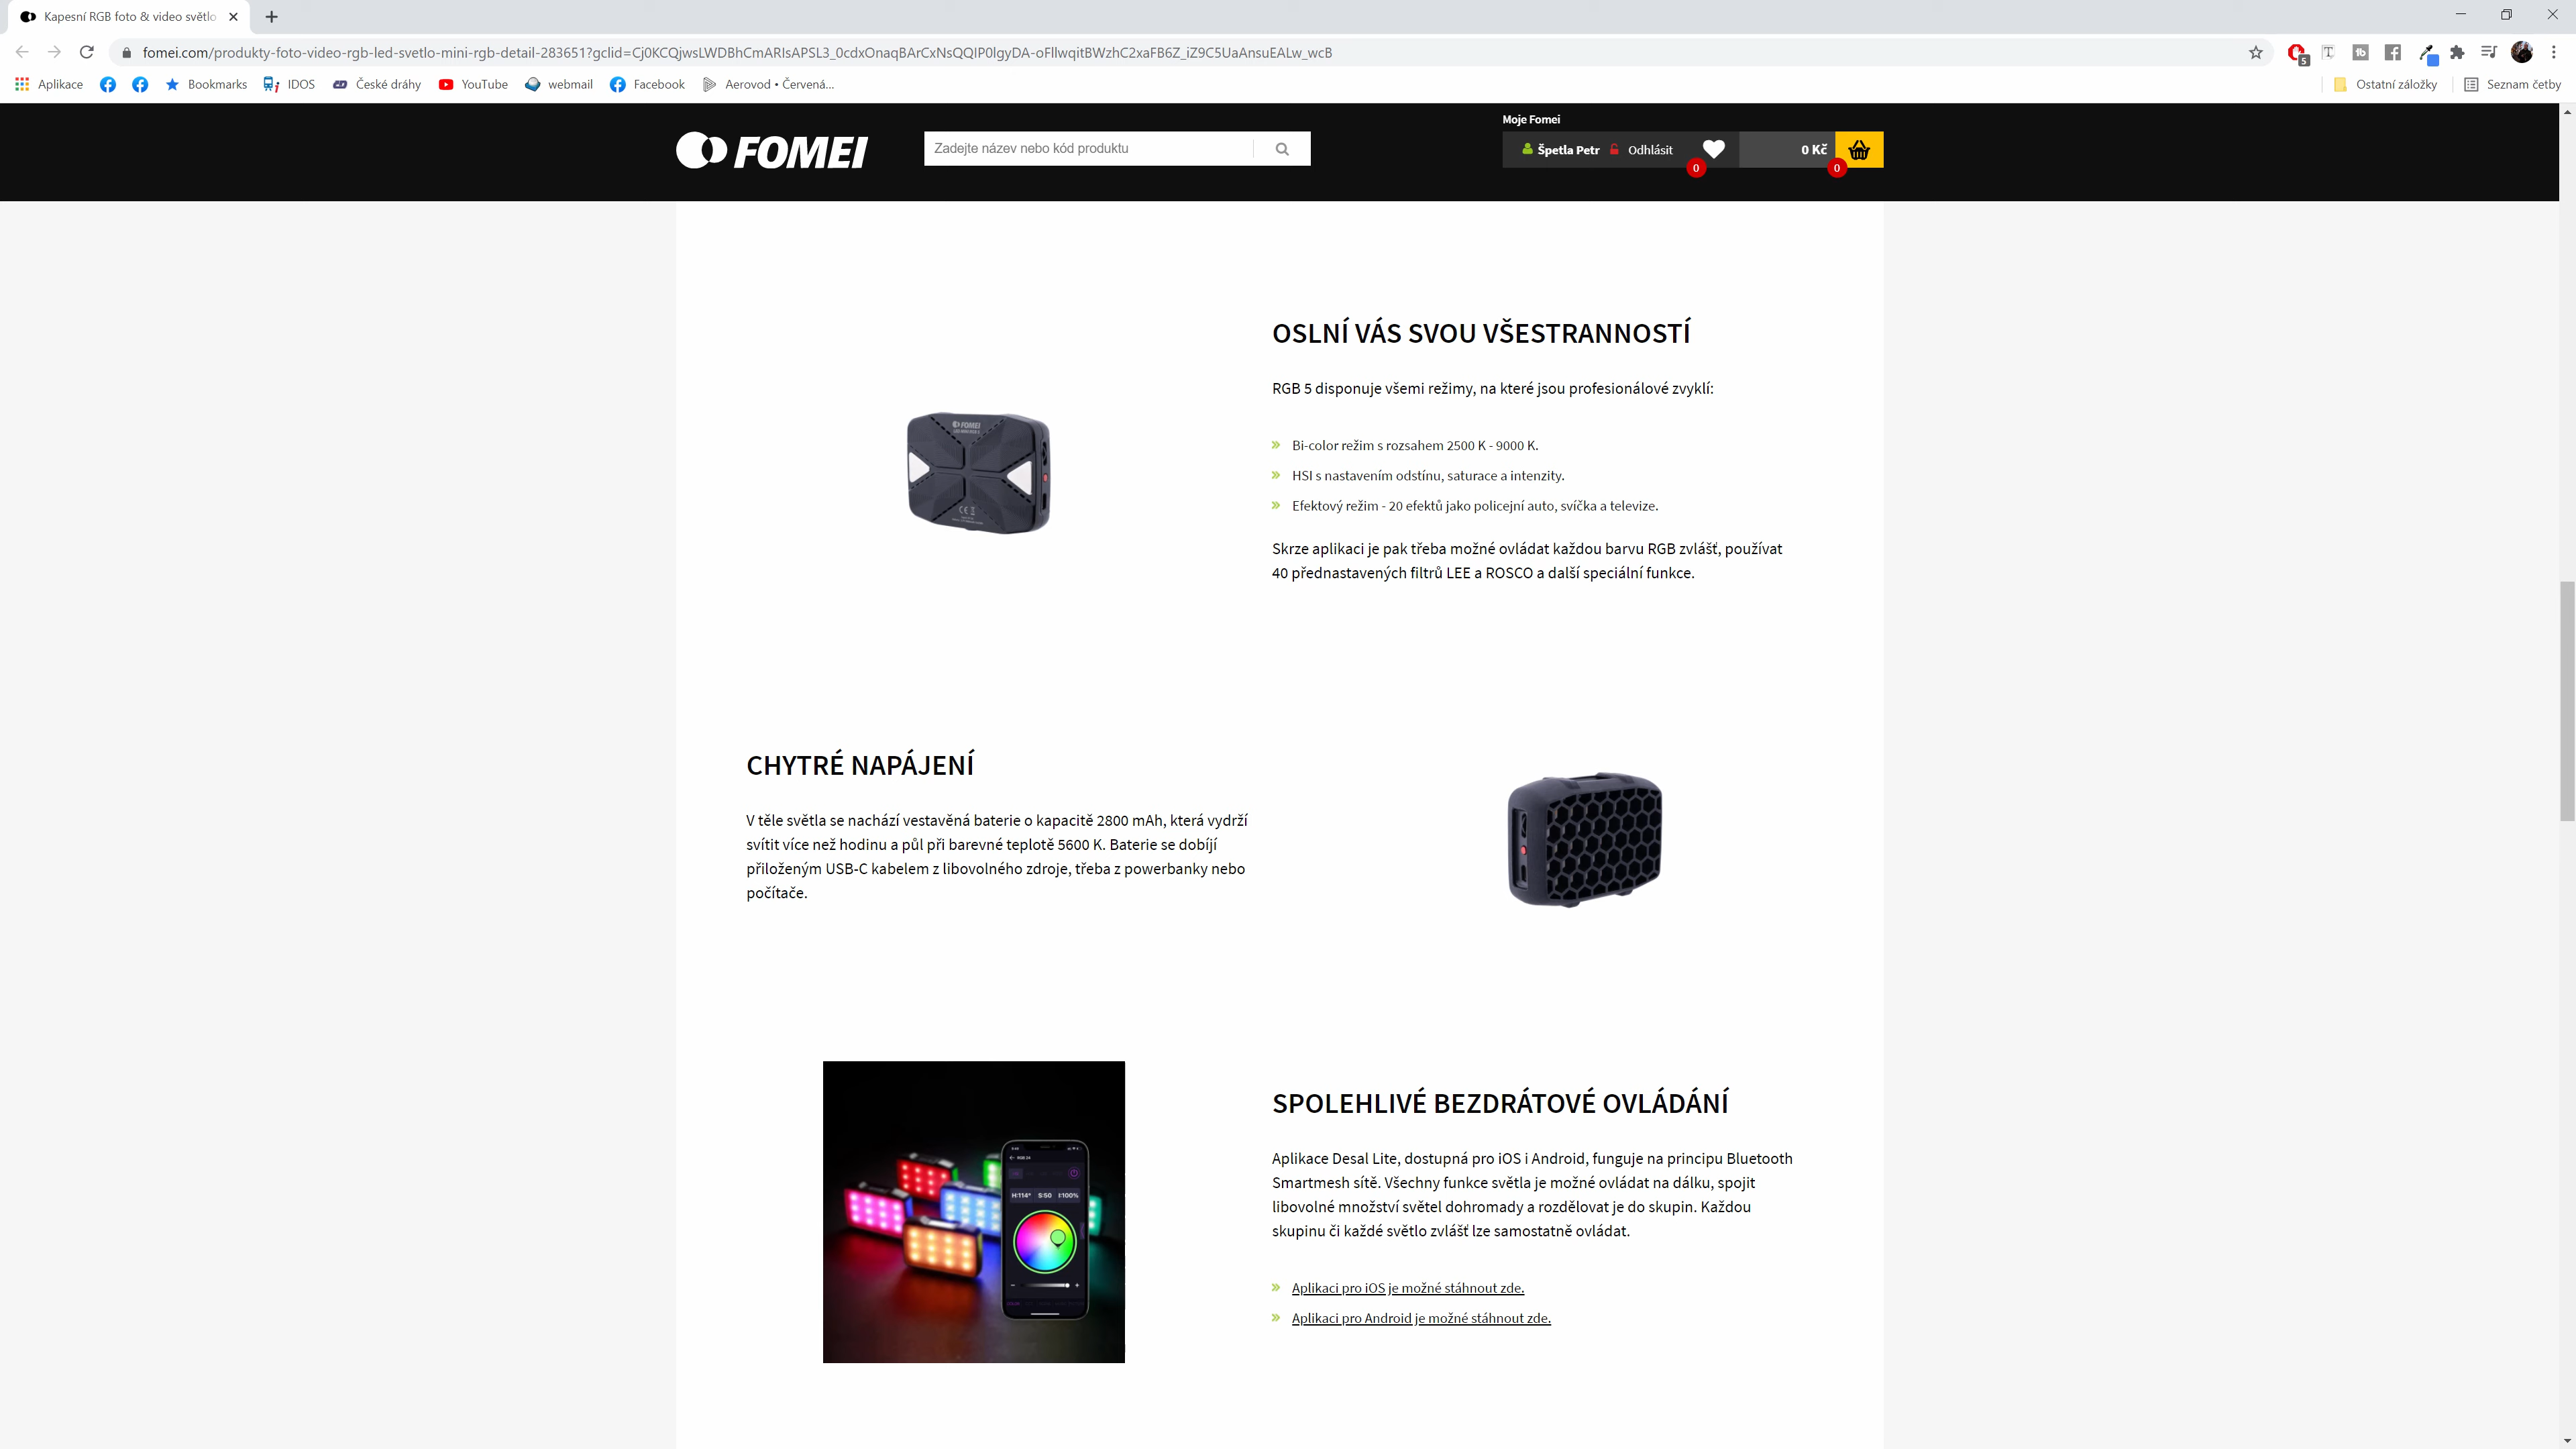 Kapesní RGB foto & video světlo
fomei.com/produkty-foto-video-rgb-led-svetlo-mini-rgb-detail-283651?gclid=Cj0KCQjwsLWDBhCmARIsAPSL3_0cdxOnaqBArCxNsQQIP0lgyDA-oFllwqitBWzhC2xaFB6Z_iZ9C5UaAnsuEALw_wcB
5
Aplikace Bookmarks IDOS České dráhy YouTube webmail Facebook Aerovod • Červená... Ostatní záložky Seznam četby
Moje Fomei
FOMEI
Zadejte název nebo kód produktu
Špetla Petr Odhlásit 0 0 Kč 0
OSLNÍ VÁS SVOU VŠESTRANNOSTÍ
RGB 5 disponuje všemi režimy, na které jsou profesionálové zvyklí:
» Bi-color režim s rozsahem 2500 K - 9000 K.
» HSI s nastavením odstínu, saturace a intenzity.
» Efektový režim - 20 efektů jako policejní auto, svíčka a televize.
Skrze aplikaci je pak třeba možné ovládat každou barvu RGB zvlášť, používat
40 přednastavených filtrů LEE a ROSCO a další speciální funkce.
FOMEI
CE
CHYTRÉ NAPÁJENÍ
V těle světla se nachází vestavěná baterie o kapacitě 2800 mAh, která vydrží
svítit více než hodinu a půl při barevné teplotě 5600 K. Baterie se dobíjí
přiloženým USB-C kabelem z libovolného zdroje, třeba z powerbanky nebo
počítače.
H:114° S:50 I:100%
SPOLEHLIVÉ BEZDRÁTOVÉ OVLÁDÁNÍ
Aplikace Desal Lite, dostupná pro iOS i Android, funguje na principu Bluetooth
Smartmesh sítě. Všechny funkce světla je možné ovládat na dálku, spojit
libovolné množství světel dohromady a rozdělovat je do skupin. Každou
skupinu či každé světlo zvlášť lze samostatně ovládat.
» Aplikaci pro iOS je možné stáhnout zde.
» Aplikaci pro Android je možné stáhnout zde.